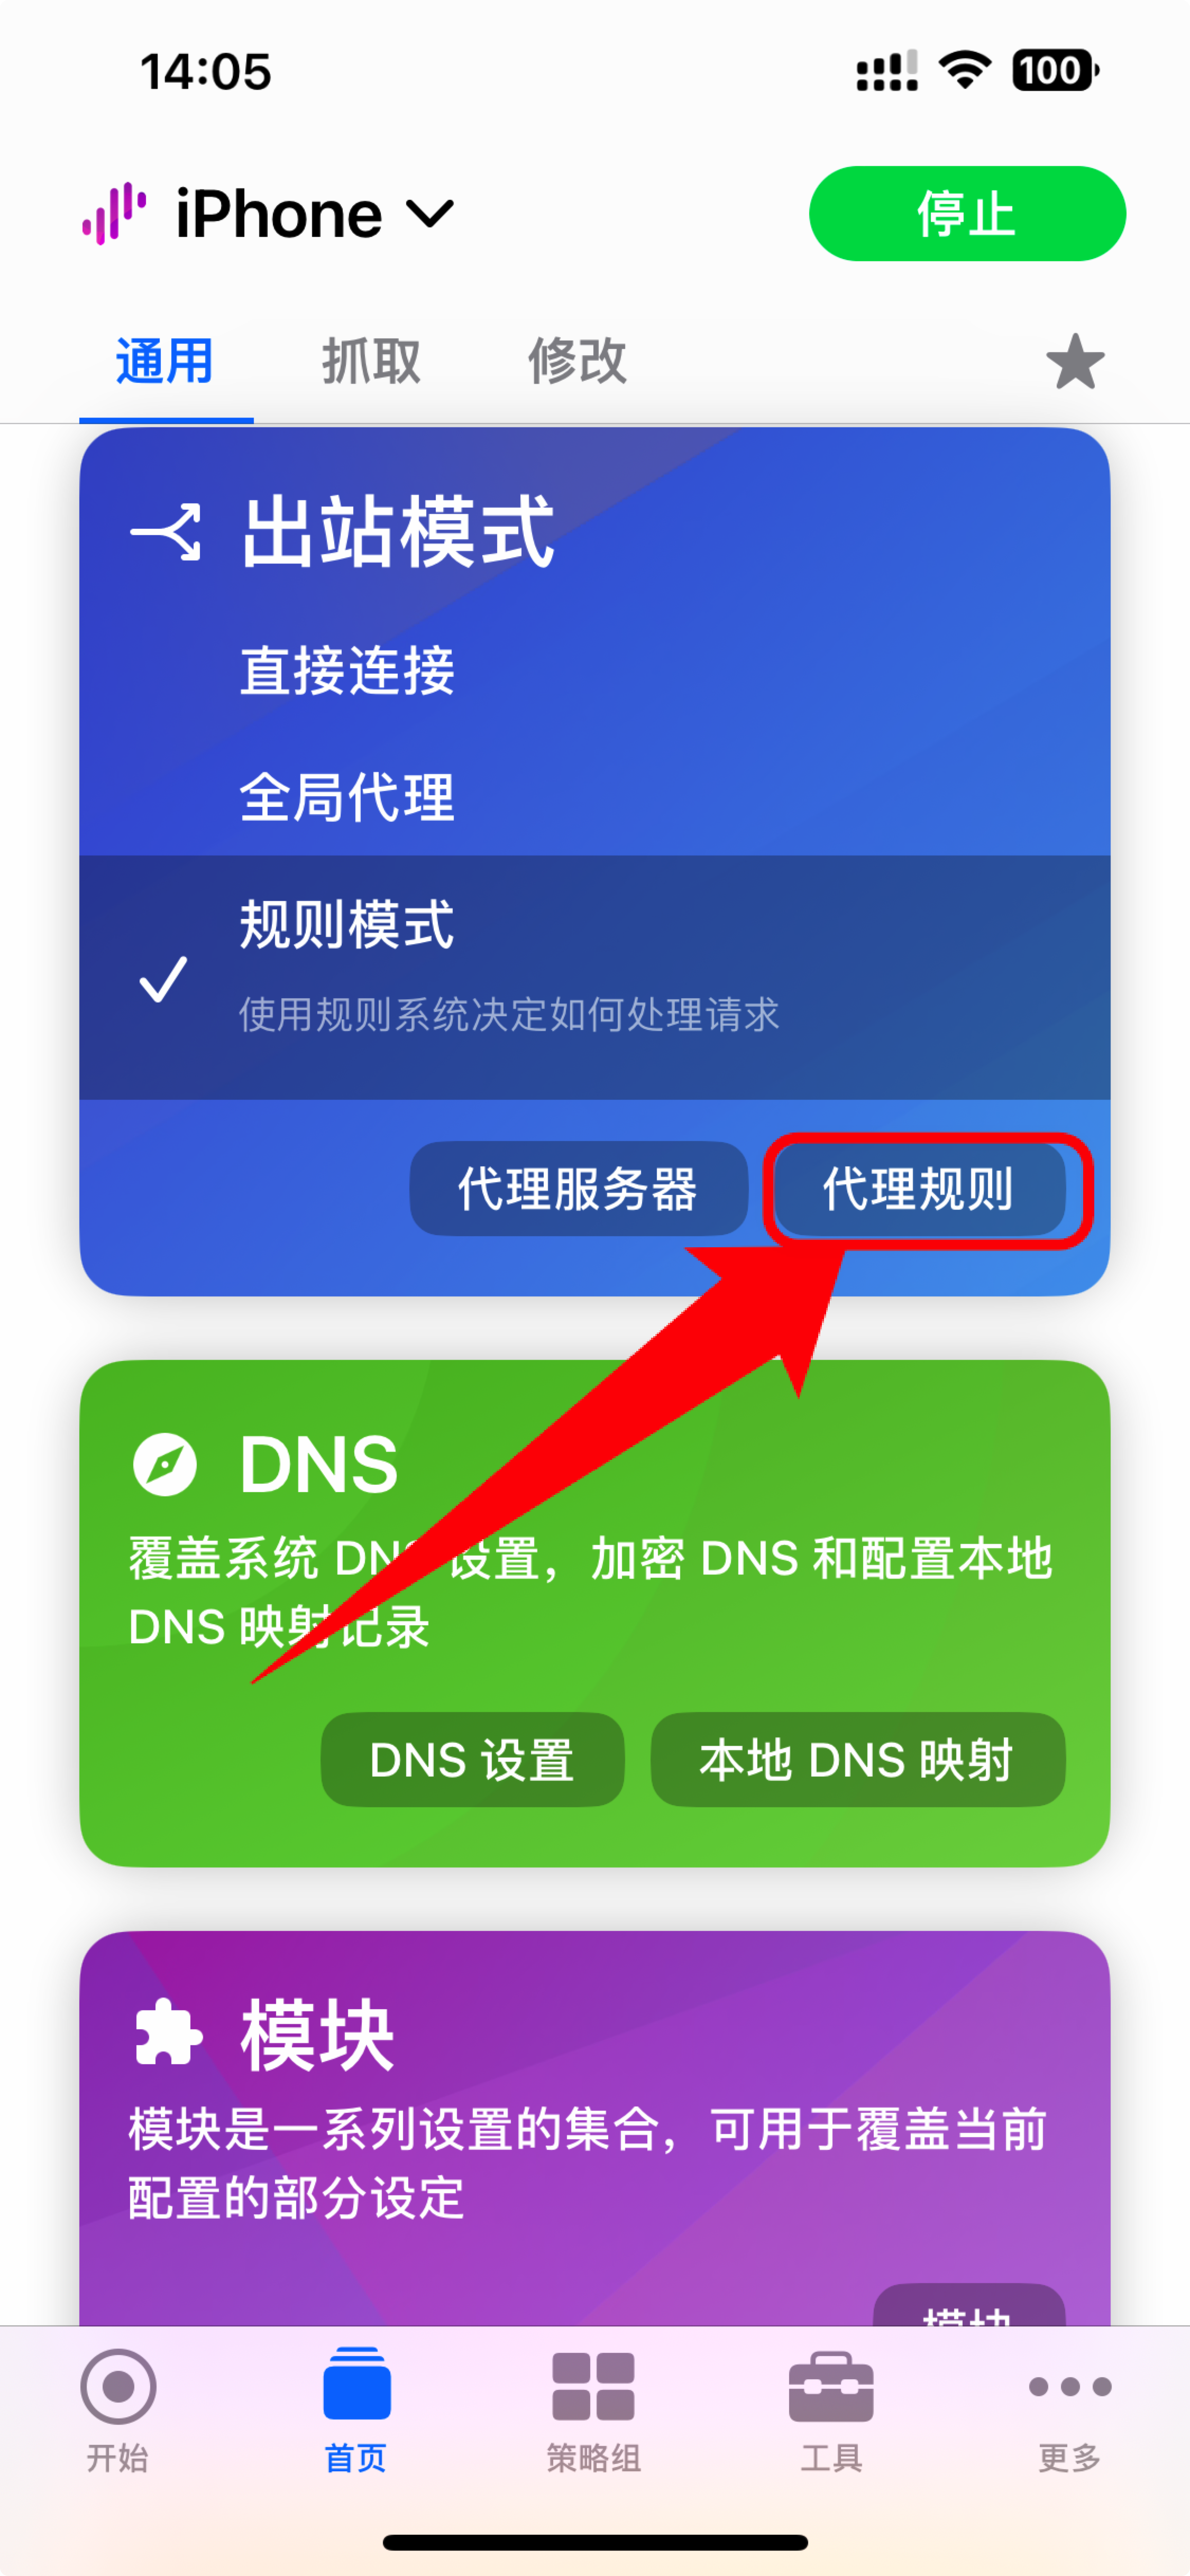 14:05
100
iPhone
停止
通用
抓取
修改
出站模式
直接连接
全局代理
规则模式
使用规则系统决定如何处理请求
代理服务器
代理规则
DNS
覆盖系统 DNS 设置，加密 DNS 和配置本地
DNS 映射记录
DNS 设置
本地 DNS 映射
模块
模块是一系列设置的集合，可用于覆盖当前
配置的部分设定
模块
开始
首页
策略组
工具
更多